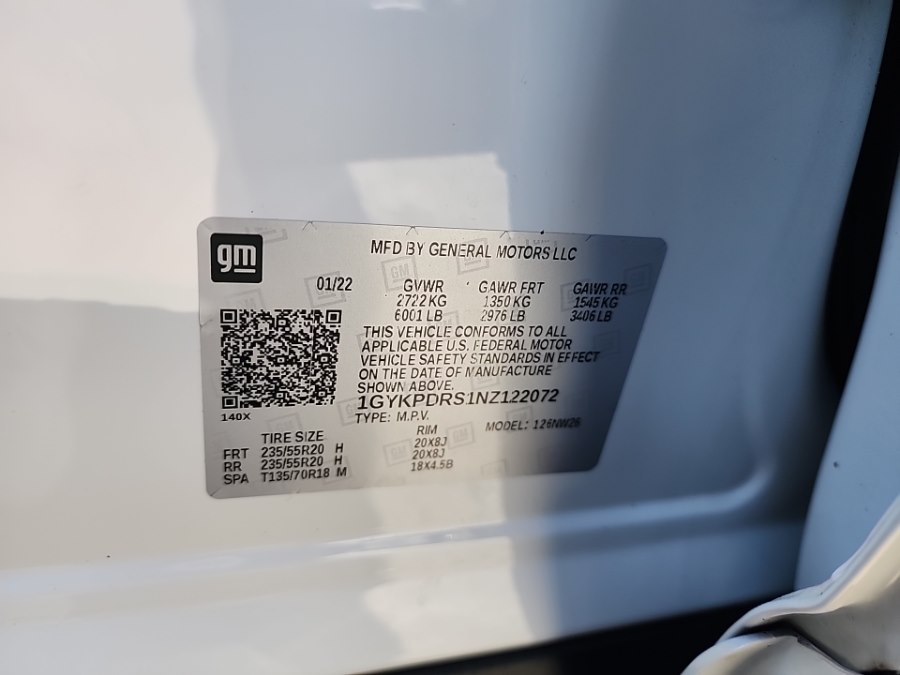 gm
MFD BY GENERAL MOTORS LLC
01/22 GVWR GAWR FRT GAWR RR
2722 KG 1350 KG 1545 KG
6001 LB 2976 LB 3406 LB
THIS VEHICLE CONFORMS TO ALL
APPLICABLE U.S. FEDERAL MOTOR
VEHICLE SAFETY STANDARDS IN EFFECT
ON THE DATE OF MANUFACTURE
SHOWN ABOVE.
1GYKPDRS1NZ122072
140X
TYPE: M.P.V. MODEL: 126NW26
TIRE SIZE RIM
FRT 235/55R20 H 20X8J
RR 235/55R20 H 20X8J
SPA T135/70R18 M 18X4.5B